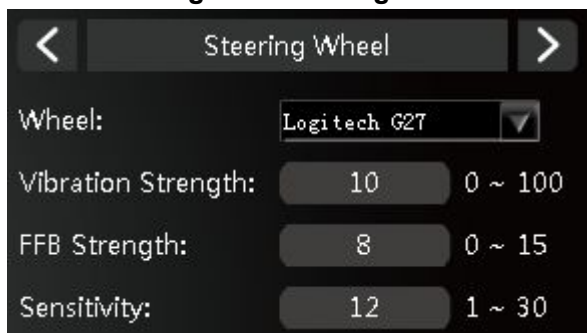 Steering Wheel
Wheel: Logitech G27
Vibration Strength: 10 0 ~ 100
FFB Strength: 8 0 ~ 15
Sensitivity: 12 1 ~ 30